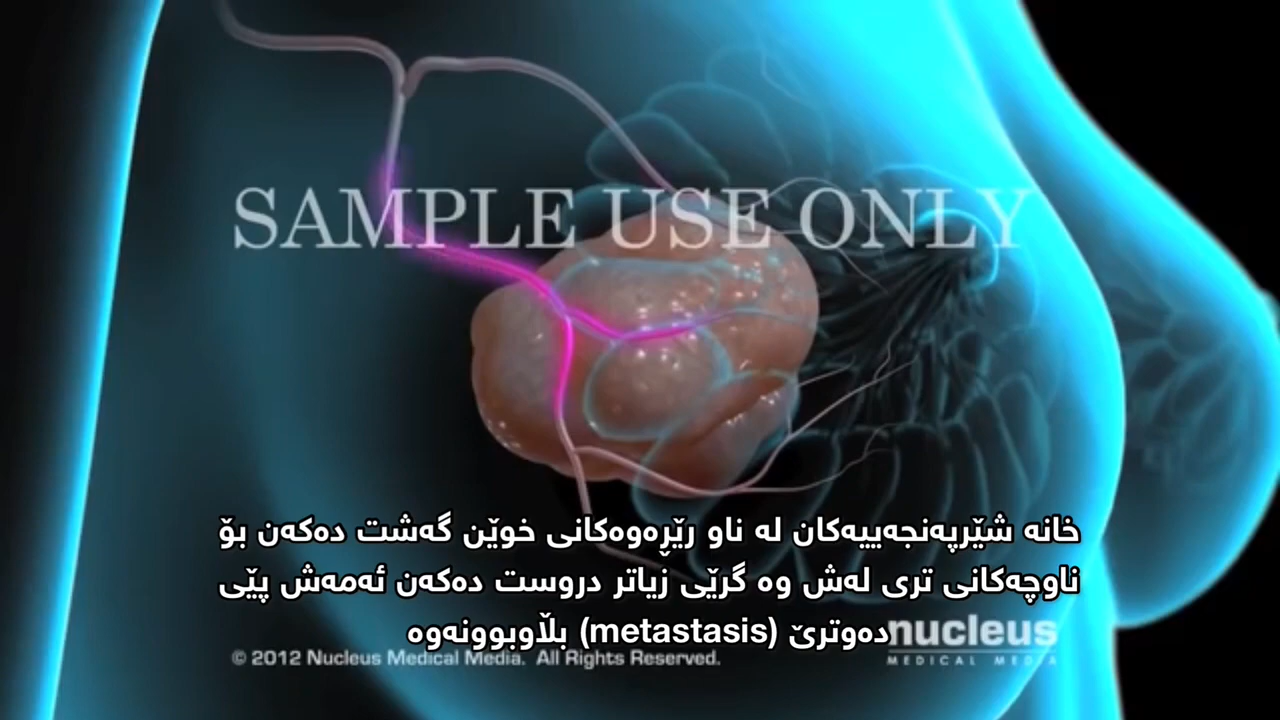 SAMPLE USE ONLY
خانە شێرپەنجەییەکان لە ناو رێڕەوەکانی خوێن گەشت دەکەن بۆ
ناوچەکانی تری لەش وە گرێی زیاتر دروست دەکەن ئەمەش پێی
دەوترێ (metastasis) بڵاوبوونەوە
nucleus
MEDICAL MEDIA
© 2012 Nucleus Medical Media. All Rights Reserved.